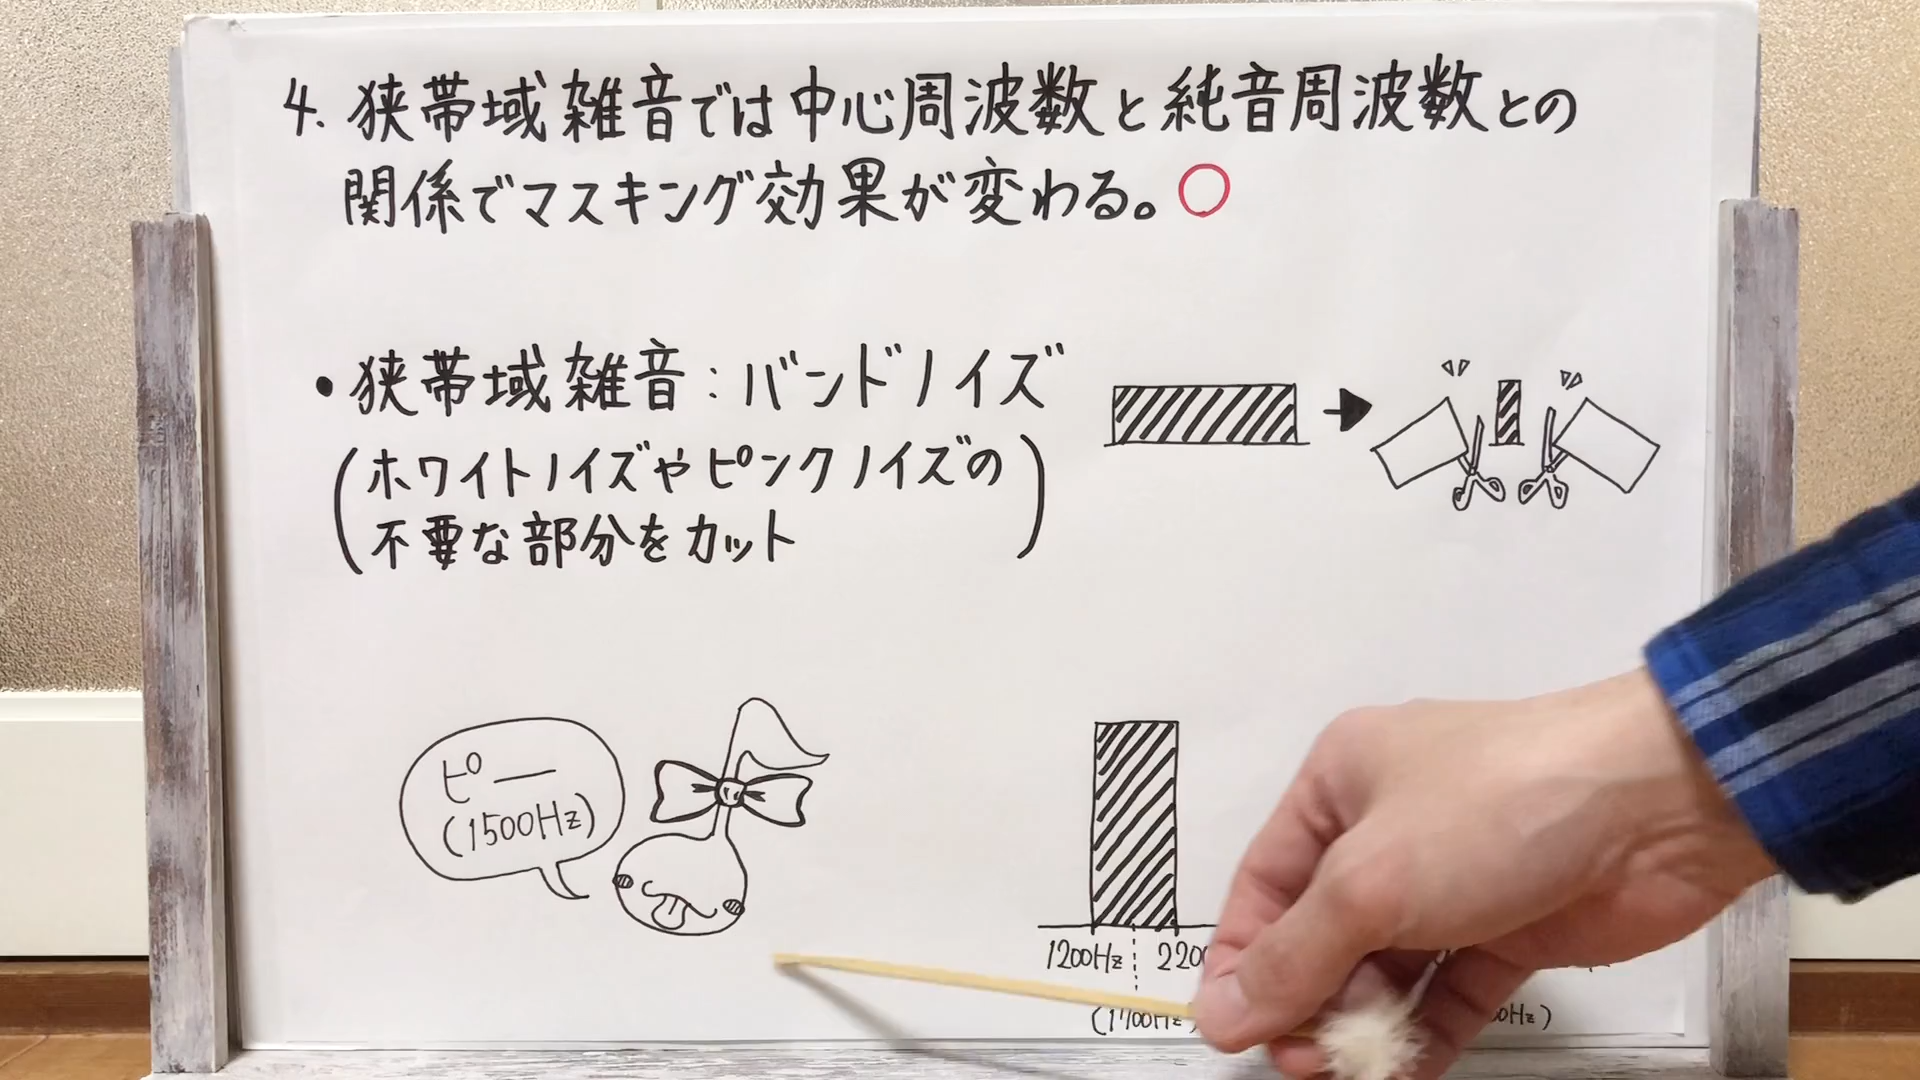 4. 狭帯域雑音では中心周波数と純音周波数との
関係でマスキング効果が変わる。○
・狭帯域雑音:バンドノイズ
(ホワイトノイズやピンクノイズの
不要な部分をカット)
ピー
(1500Hz)
1200Hz 2200
(1700Hz)
0Hz)